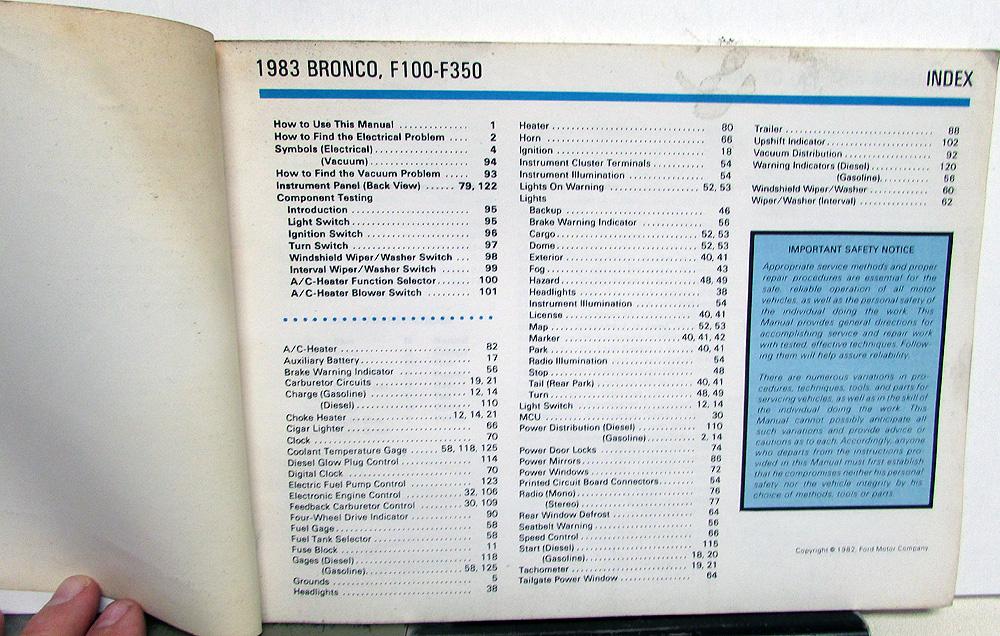 1983 BRONCO, F100-F350
INDEX
How to Use This Manual .............. 1
How to Find the Electrical Problem .... 2
Symbols (Electrical) .................. 4
(Vacuum) .................. 94
How to Find the Vacuum Problem ..... 93
Instrument Panel (Back View) ...... 79, 122
Component Testing
Introduction ....................... 95
Light Switch ....................... 95
Ignition Switch .................... 96
Turn Switch ....................... 97
Windshield Wiper/Washer Switch ... 98
Interval Wiper/Washer Switch ...... 99
A/C-Heater Function Selector ....... 100
A/C-Heater Blower Switch ......... 101
A/C-Heater ........................ 82
Auxiliary Battery .................... 17
Brake Warning Indicator .............. 56
Carburetor Circuits ................ 19, 21
Charge (Gasoline) ................. 12, 14
(Diesel) ..................... 110
Choke Heater .................. 12, 14, 21
Cigar Lighter ....................... 66
Clock ............................. 70
Coolant Temperature Gage ...... 58, 118, 125
Diesel Glow Plug Control ............. 114
Digital Clock ........................ 70
Electric Fuel Pump Control ........... 123
Electronic Engine Control .......... 32, 106
Feedback Carburetor Control ........ 30, 109
Four-Wheel Drive Indicator ............ 90
Fuel Gage .......................... 58
Fuel Tank Selector ................... 58
Fuse Block ......................... 11
Gages (Diesel) ...................... 118
(Gasoline) .................. 58, 125
Grounds ........................... 5
Headlights ......................... 38
Heater ............................. 80
Horn .............................. 66
Ignition ............................ 18
Instrument Cluster Terminals ........... 54
Instrument Illumination ............... 54
Lights On Warning ................. 52, 53
Lights
Backup ........................... 46
Brake Warning Indicator ............. 56
Cargo ......................... 52, 53
Dome ......................... 52, 53
Exterior ........................ 40, 41
Fog .............................. 43
Hazard ......................... 48, 49
Headlights ........................ 38
Instrument Illumination .............. 54
License ........................ 40, 41
Map .......................... 52, 53
Marker ..................... 40, 41, 42
Park .......................... 40, 41
Radio Illumination .................. 54
Stop ............................. 48
Tail (Rear Park) .................. 40, 41
Turn .......................... 48, 49
Light Switch ...................... 12, 14
MCU .............................. 30
Power Distribution (Diesel) ............ 110
(Gasoline) ......... 2, 14
Power Door Locks ................... 74
Power Mirrors ...................... 86
Power Windows ..................... 72
Printed Circuit Board Connectors ........ 54
Radio (Mono) ....................... 76
(Stereo) ...................... 77
Rear Window Defrost ................. 64
Seatbelt Warning .................... 56
Speed Control ...................... 66
Start (Diesel) ....................... 115
(Gasoline) .................... 18, 20
Tachometer ...................... 19, 21
Tailgate Power Window ............... 64
Trailer ............................ 88
Upshift Indicator .................... 102
Vacuum Distribution ................. 92
Warning Indicators (Diesel) ........... 120
(Gasoline) .......... 56
Windshield Wiper/Washer ............ 60
Wiper/Washer (Interval) .............. 62
IMPORTANT SAFETY NOTICE
Appropriate service methods and proper
repair procedures are essential for the
safe, reliable operation of all motor
vehicles, as well as the personal safety of
the individual doing the work. This
Manual provides general directions for
accomplishing service and repair work
with tested, effective techniques. Follow-
ing them will help assure reliability.
There are numerous variations in pro-
cedures, techniques, tools, and parts for
servicing vehicles, as well as in the skill of
the individual doing the work. This
Manual cannot possibly anticipate all
such variations and provide advice or
cautions as to each. Accordingly, anyone
who departs from the instructions pro-
vided in this Manual must first establish
that he compromises neither his personal
safety nor the vehicle integrity by his
choice of methods, tools or parts.
Copyright © 1982, Ford Motor Company